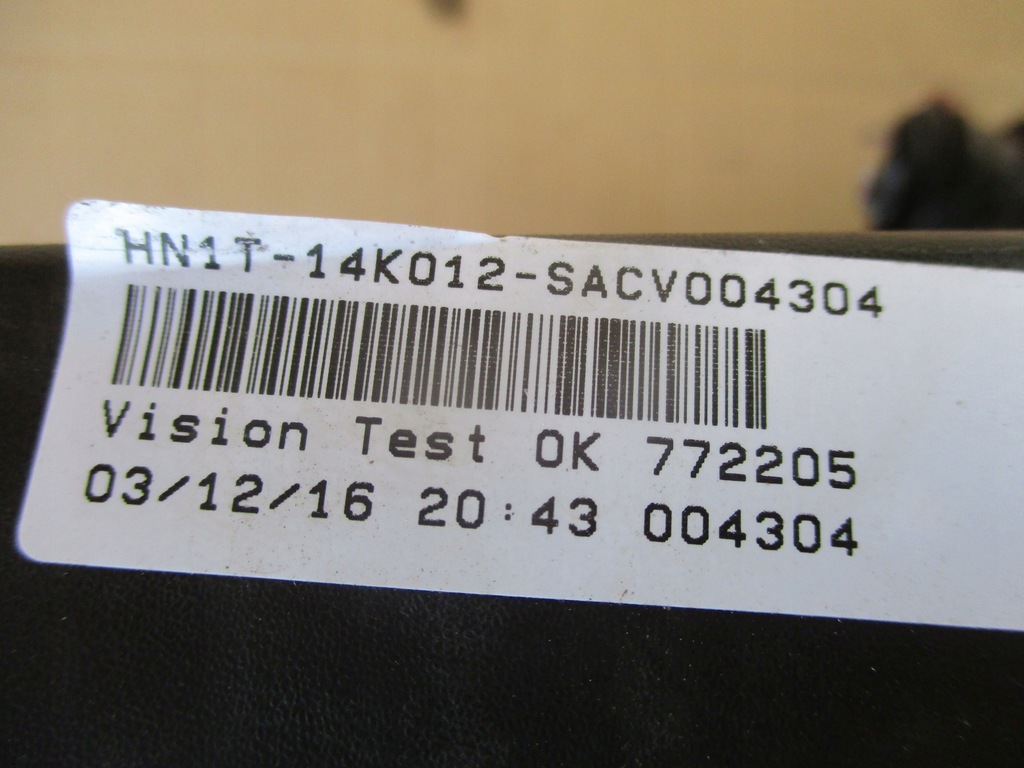 HN1T-14K012-SACV004304
Vision Test OK 772205
03/12/16 20:43 004304